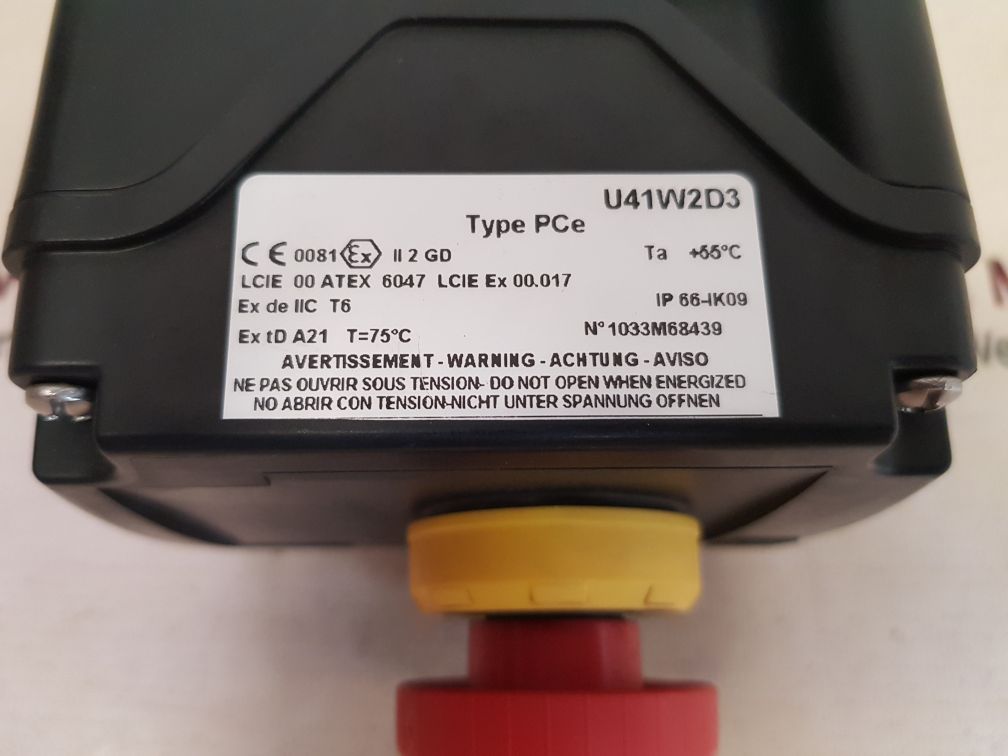 U41W2D3
Type PCe
CE 0081 Ex II 2 GD Ta +55°C
LCIE 00 ATEX 6047 LCIE Ex 00.017
Ex de IIC T6 IP 66-IK09
Ex tD A21 T=75°C N° 1033M68439
AVERTISSEMENT - WARNING - ACHTUNG - AVISO
NE PAS OUVRIR SOUS TENSION- DO NOT OPEN WHEN ENERGIZED
NO ABRIR CON TENSION-NICHT UNTER SPANNUNG OFFNEN